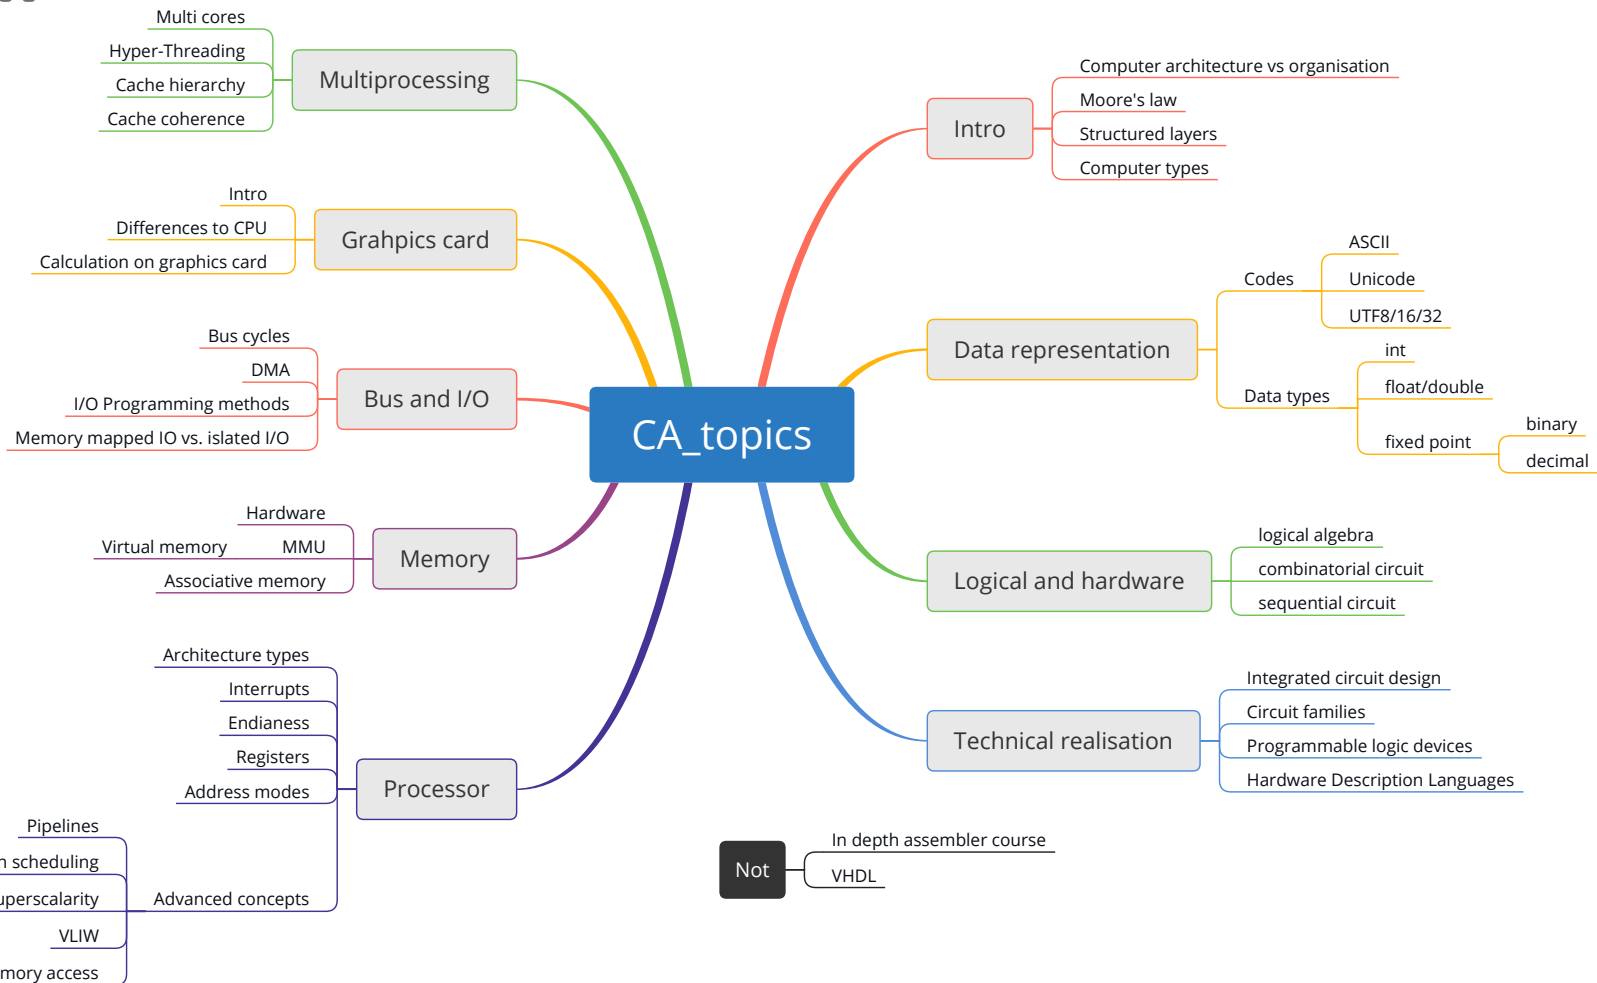 CA_topics
Intro
Computer architecture vs organisation
Moore's law
Structured layers
Computer types
Data representation
Codes
ASCII
Unicode
UTF8/16/32
Data types
int
float/double
fixed point
binary
decimal
Logical and hardware
logical algebra
combinatorial circuit
sequential circuit
Technical realisation
Integrated circuit design
Circuit families
Programmable logic devices
Hardware Description Languages
Multiprocessing
Multi cores
Hyper-Threading
Cache hierarchy
Cache coherence
Grahpics card
Intro
Differences to CPU
Calculation on graphics card
Bus and I/O
Bus cycles
DMA
I/O Programming methods
Memory mapped IO vs. islated I/O
Memory
Hardware
MMU
Virtual memory
Associative memory
Processor
Architecture types
Interrupts
Endianess
Registers
Address modes
Advanced concepts
Pipelines
scheduling
VLIW
access
Not
In depth assembler course
VHDL